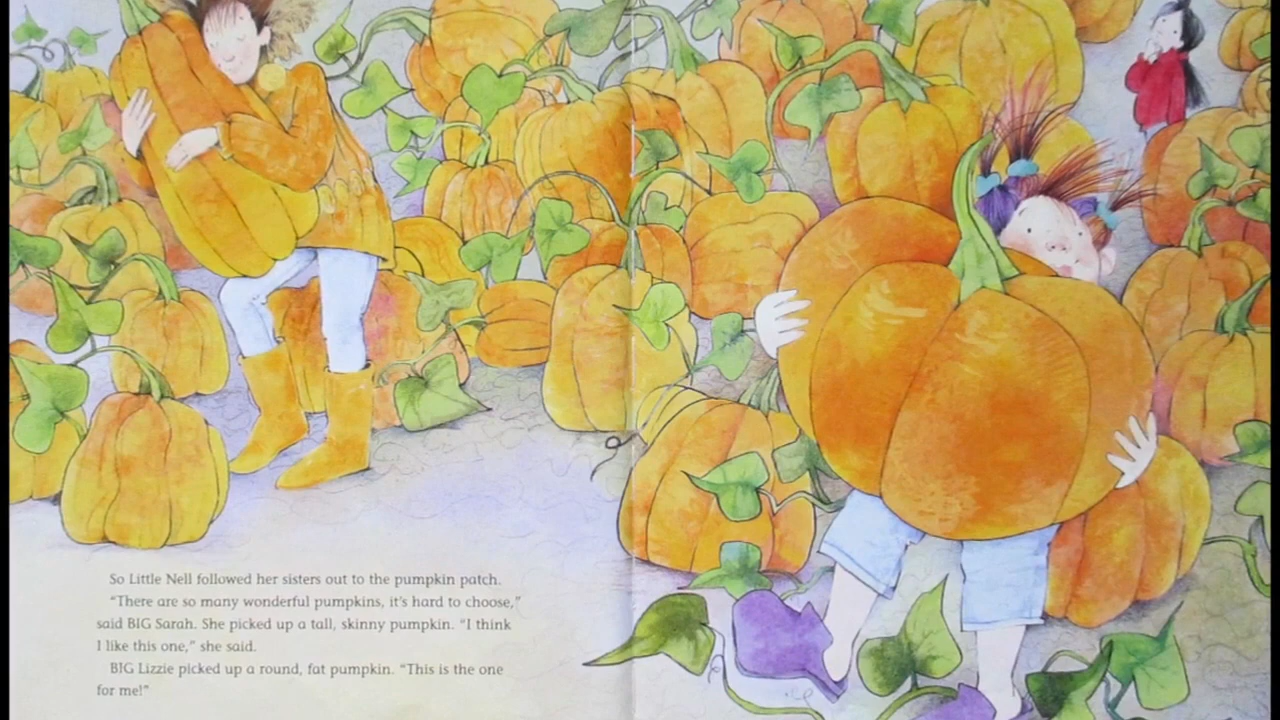 So Little Nell followed her sisters out to the pumpkin patch.
“There are so many wonderful pumpkins, it’s hard to choose,”
said BIG Sarah. She picked up a tall, skinny pumpkin. “I think
I like this one,” she said.
BIG Lizzie picked up a round, fat pumpkin. “This is the one
for me!”